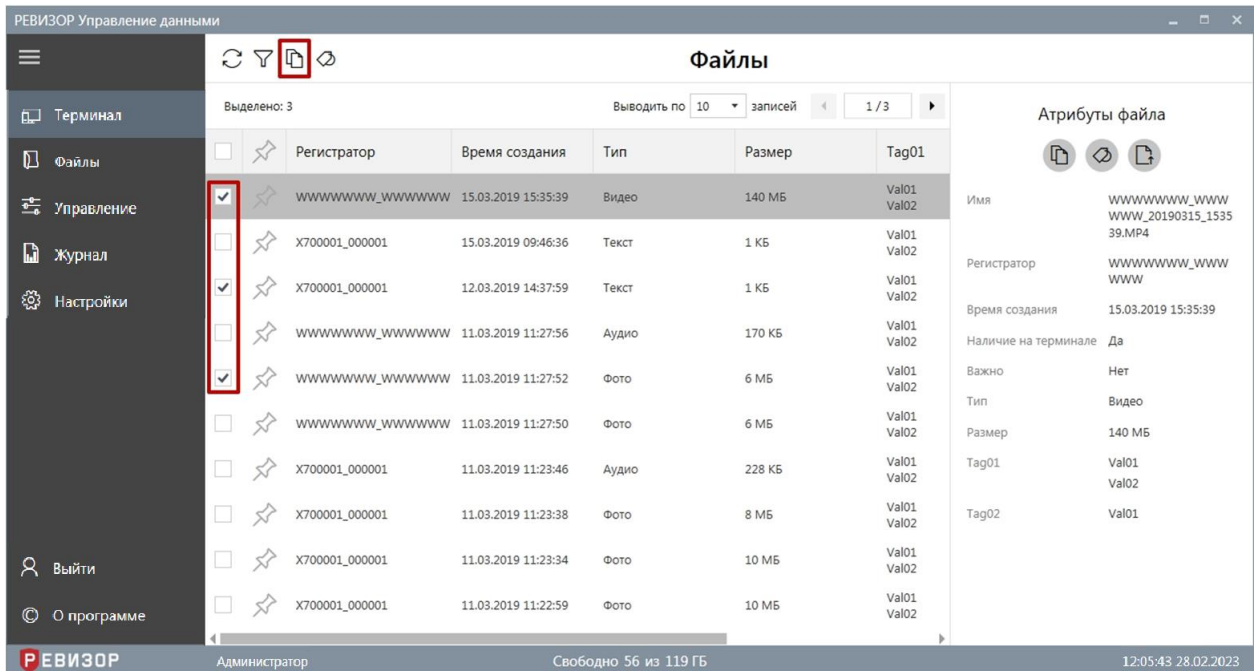 РЕВИЗОР Управление данными
Файлы
Терминал
Файлы
Управление
Журнал
Настройки
Выйти
О программе
Выделено: 3
Выводить по 10 записей 1 / 3
Регистратор Время создания Тип Размер Tag01
WWWWWWW_WWWWWW 15.03.2019 15:35:39 Видео 140 МБ Val01
Val02
X700001_000001 15.03.2019 09:46:36 Текст 1 КБ Val01
Val02
X700001_000001 12.03.2019 14:37:59 Текст 1 КБ Val01
Val02
WWWWWWW_WWWWWW 11.03.2019 11:27:56 Аудио 170 КБ Val01
Val02
WWWWWWW_WWWWWW 11.03.2019 11:27:52 Фото 6 МБ Val01
Val02
WWWWWWW_WWWWWW 11.03.2019 11:27:50 Фото 6 МБ Val01
Val02
X700001_000001 11.03.2019 11:23:46 Аудио 228 КБ Val01
Val02
X700001_000001 11.03.2019 11:23:38 Фото 8 МБ Val01
Val02
X700001_000001 11.03.2019 11:23:34 Фото 10 МБ Val01
Val02
X700001_000001 11.03.2019 11:22:59 Фото 10 МБ Val01
Val02
Атрибуты файла
Имя WWWWWWW_WWW
WWW_20190315_1535
39.MP4
Регистратор WWWWWWW_WWW
WWW
Время создания 15.03.2019 15:35:39
Наличие на терминале Да
Важно Нет
Тип Видео
Размер 140 МБ
Tag01 Val01
Val02
Tag02 Val01
РЕВИЗОР Администратор Свободно 56 из 119 ГБ 12:05:43 28.02.2023